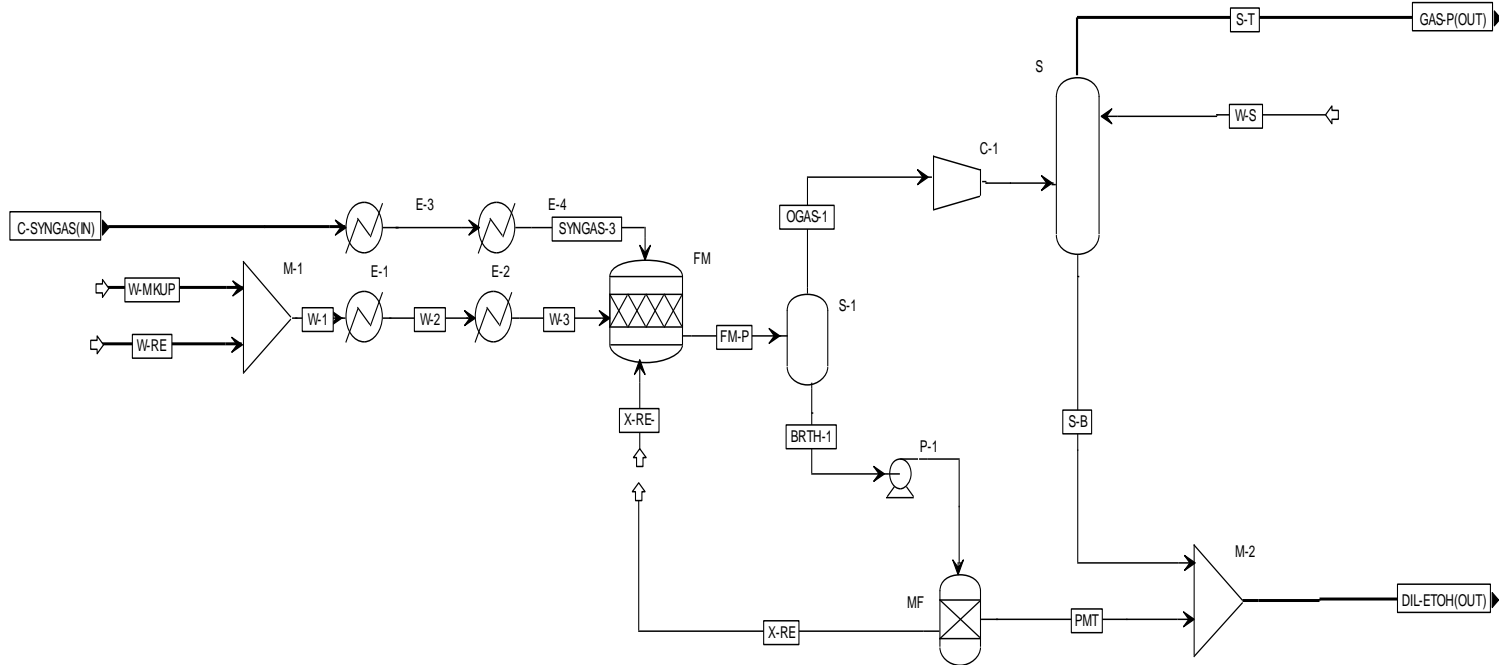 S-T
GAS-P(OUT)
S
W-S
C-1
OGAS-1
C-SYNGAS(IN)
E-3
E-4
SYNGAS-3
FM
M-1
E-1
E-2
W-MKUP
W-1
W-2
W-3
W-RE
S-1
FM-P
X-RE-
BRTH-1
P-1
S-B
M-2
MF
DIL-ETOH(OUT)
PMT
X-RE